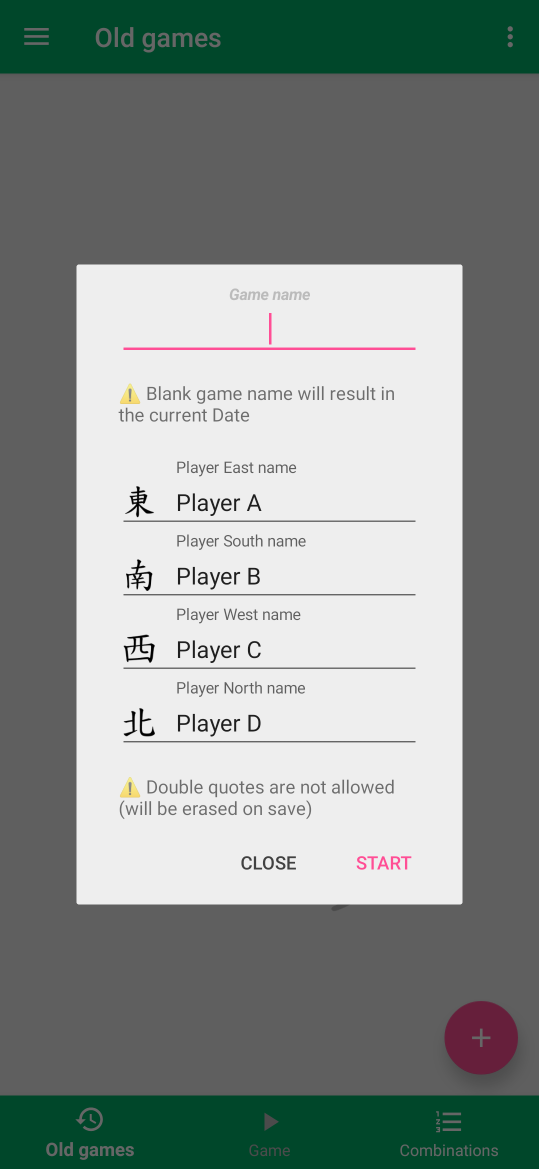 Old games
Game name
⚠️ Blank game name will result in
the current Date
Player East name
東 Player A
Player South name
南 Player B
Player West name
西 Player C
Player North name
北 Player D
⚠️ Double quotes are not allowed
(will be erased on save)
CLOSE START
Old games Game Combinations